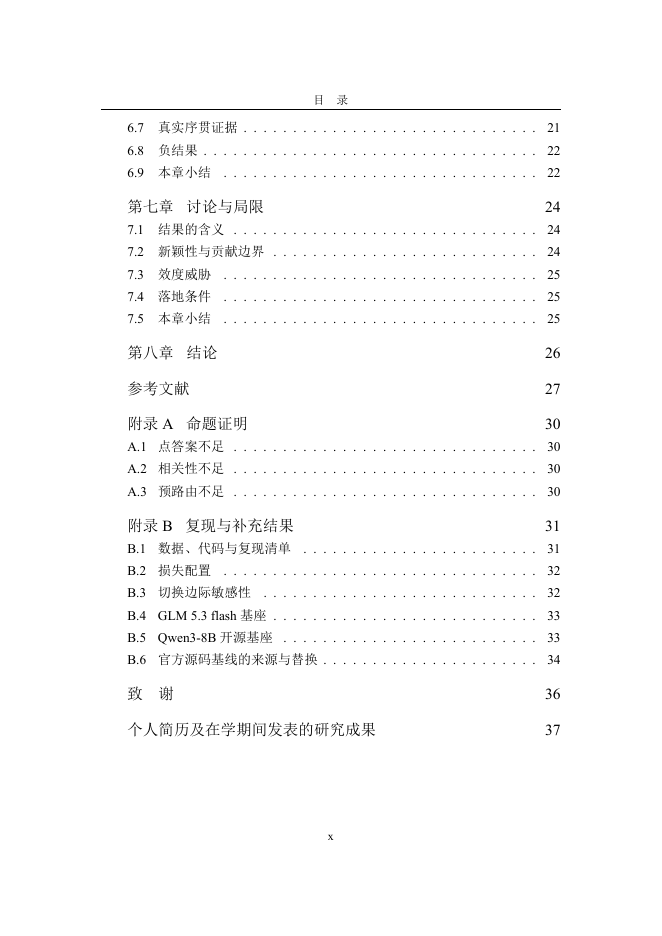 目 录
6.7 真实序贯证据 . . . . . . . . . . . . . . . . . . . . . . . . . . . . . . 21
6.8 负结果 . . . . . . . . . . . . . . . . . . . . . . . . . . . . . . . . . . 22
6.9 本章小结 . . . . . . . . . . . . . . . . . . . . . . . . . . . . . . . . 22
第七章 讨论与局限 24
7.1 结果的含义 . . . . . . . . . . . . . . . . . . . . . . . . . . . . . . . 24
7.2 新颖性与贡献边界 . . . . . . . . . . . . . . . . . . . . . . . . . . . 24
7.3 效度威胁 . . . . . . . . . . . . . . . . . . . . . . . . . . . . . . . . 25
7.4 落地条件 . . . . . . . . . . . . . . . . . . . . . . . . . . . . . . . . 25
7.5 本章小结 . . . . . . . . . . . . . . . . . . . . . . . . . . . . . . . . 25
第八章 结论 26
参考文献 27
附录 A 命题证明 30
A.1 点答案不足 . . . . . . . . . . . . . . . . . . . . . . . . . . . . . . . 30
A.2 相关性不足 . . . . . . . . . . . . . . . . . . . . . . . . . . . . . . . 30
A.3 预路由不足 . . . . . . . . . . . . . . . . . . . . . . . . . . . . . . . 30
附录 B 复现与补充结果 31
B.1 数据、代码与复现清单 . . . . . . . . . . . . . . . . . . . . . . . . 31
B.2 损失配置 . . . . . . . . . . . . . . . . . . . . . . . . . . . . . . . . 32
B.3 切换边际敏感性 . . . . . . . . . . . . . . . . . . . . . . . . . . . . 32
B.4 GLM 5.3 flash 基座 . . . . . . . . . . . . . . . . . . . . . . . . . . . 33
B.5 Qwen3-8B 开源基座 . . . . . . . . . . . . . . . . . . . . . . . . . . 33
B.6 官方源码基线的来源与替换 . . . . . . . . . . . . . . . . . . . . . . 34
致 谢 36
个人简历及在学期间发表的研究成果 37
x